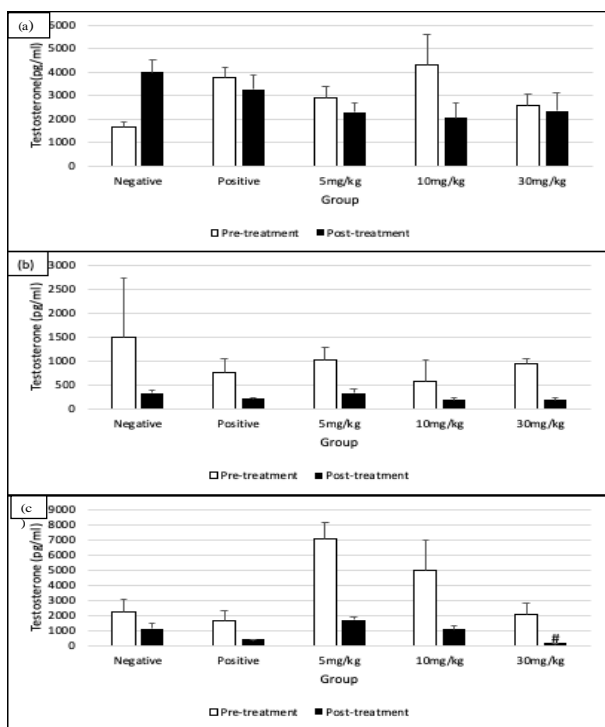 (a)
6000
5000
4000
3000
2000
1000
0
Testosterone(pg/ml)
Negative Positive 5mg/kg 10mg/kg 30mg/kg
Group
Pre-treatment Post-treatment
(b)
3000
2500
2000
1500
1000
500
0
Testosterone (pg/ml)
Negative Positive 5mg/kg 10mg/kg 30mg/kg
Group
Pre-treatment Post-treatment
(c
)
9000
8000
7000
6000
5000
4000
3000
2000
1000
0
Testosterone (pg/ml)
#
Negative Positive 5mg/kg 10mg/kg 30mg/kg
Group
Pre-treatment Post-treatment